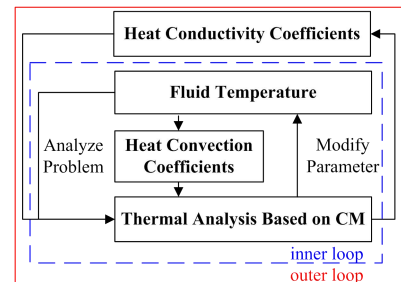 Heat Conductivity Coefficients
Fluid Temperature
Analyze
Problem
Heat Convection
Coefficients
Modify
Parameter
Thermal Analysis Based on CM
inner loop
outer loop